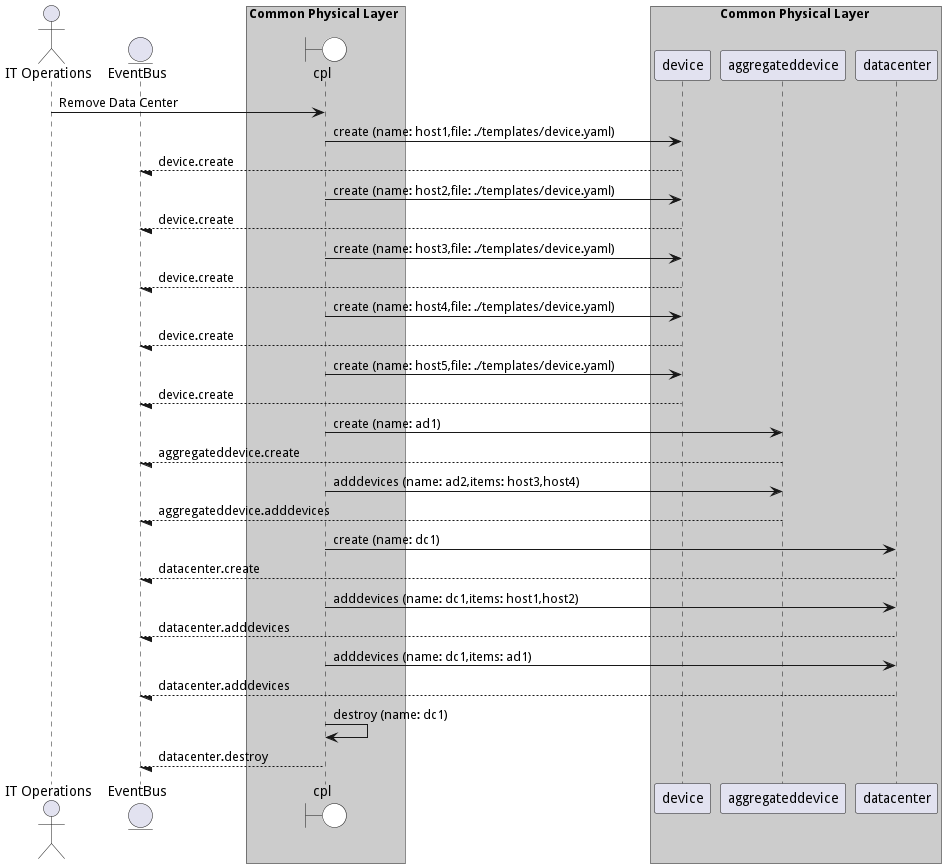 Common Physical Layer
Common Physical Layer
IT Operations
EventBus
cpl
device
aggregateddevice
datacenter
Remove Data Center
create (name: host1,file: ./templates/device.yaml)
device.create
create (name: host2,file: ./templates/device.yaml)
device.create
create (name: host3,file: ./templates/device.yaml)
device.create
create (name: host4,file: ./templates/device.yaml)
device.create
create (name: host5,file: ./templates/device.yaml)
device.create
create (name: ad1)
aggregateddevice.create
adddevices (name: ad2,items: host3,host4)
aggregateddevice.adddevices
create (name: dc1)
datacenter.create
adddevices (name: dc1,items: host1,host2)
datacenter.adddevices
adddevices (name: dc1,items: ad1)
datacenter.adddevices
destroy (name: dc1)
datacenter.destroy
IT Operations
EventBus
cpl
device
aggregateddevice
datacenter